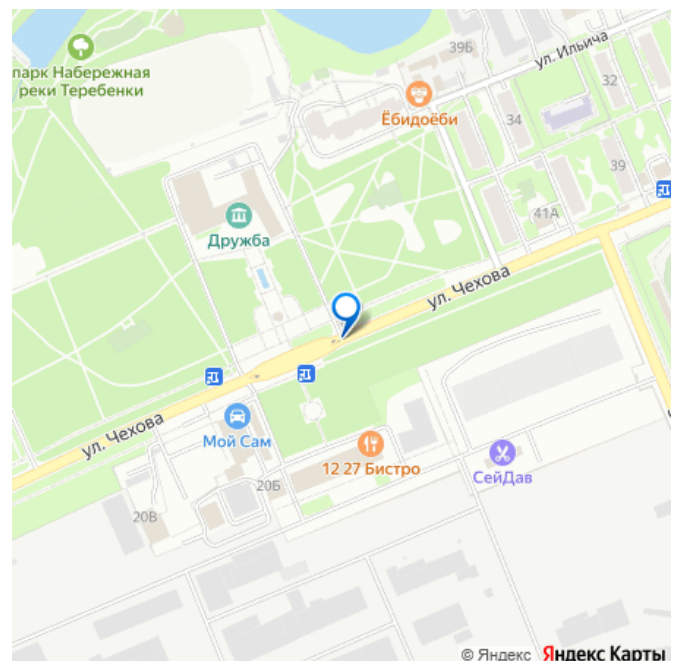 39Б
ул. Ильича
парк Набережная
реки Теребенки
32
Ёбидоёби
34
39
41А
Дружба
ул. Чехова
ул. Чехова
Мой Сам
12 27 Бистро
20Б
СейДав
20В
© Яндекс Яндекс Карты